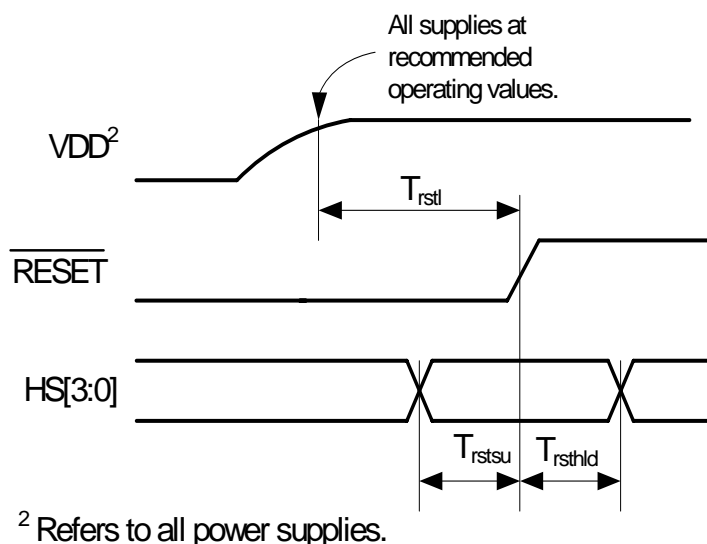 All supplies at
recommended
operating values.
VDD²
Trstl
RESET
HS[3:0]
Trstsu
Trsthld
² Refers to all power supplies.